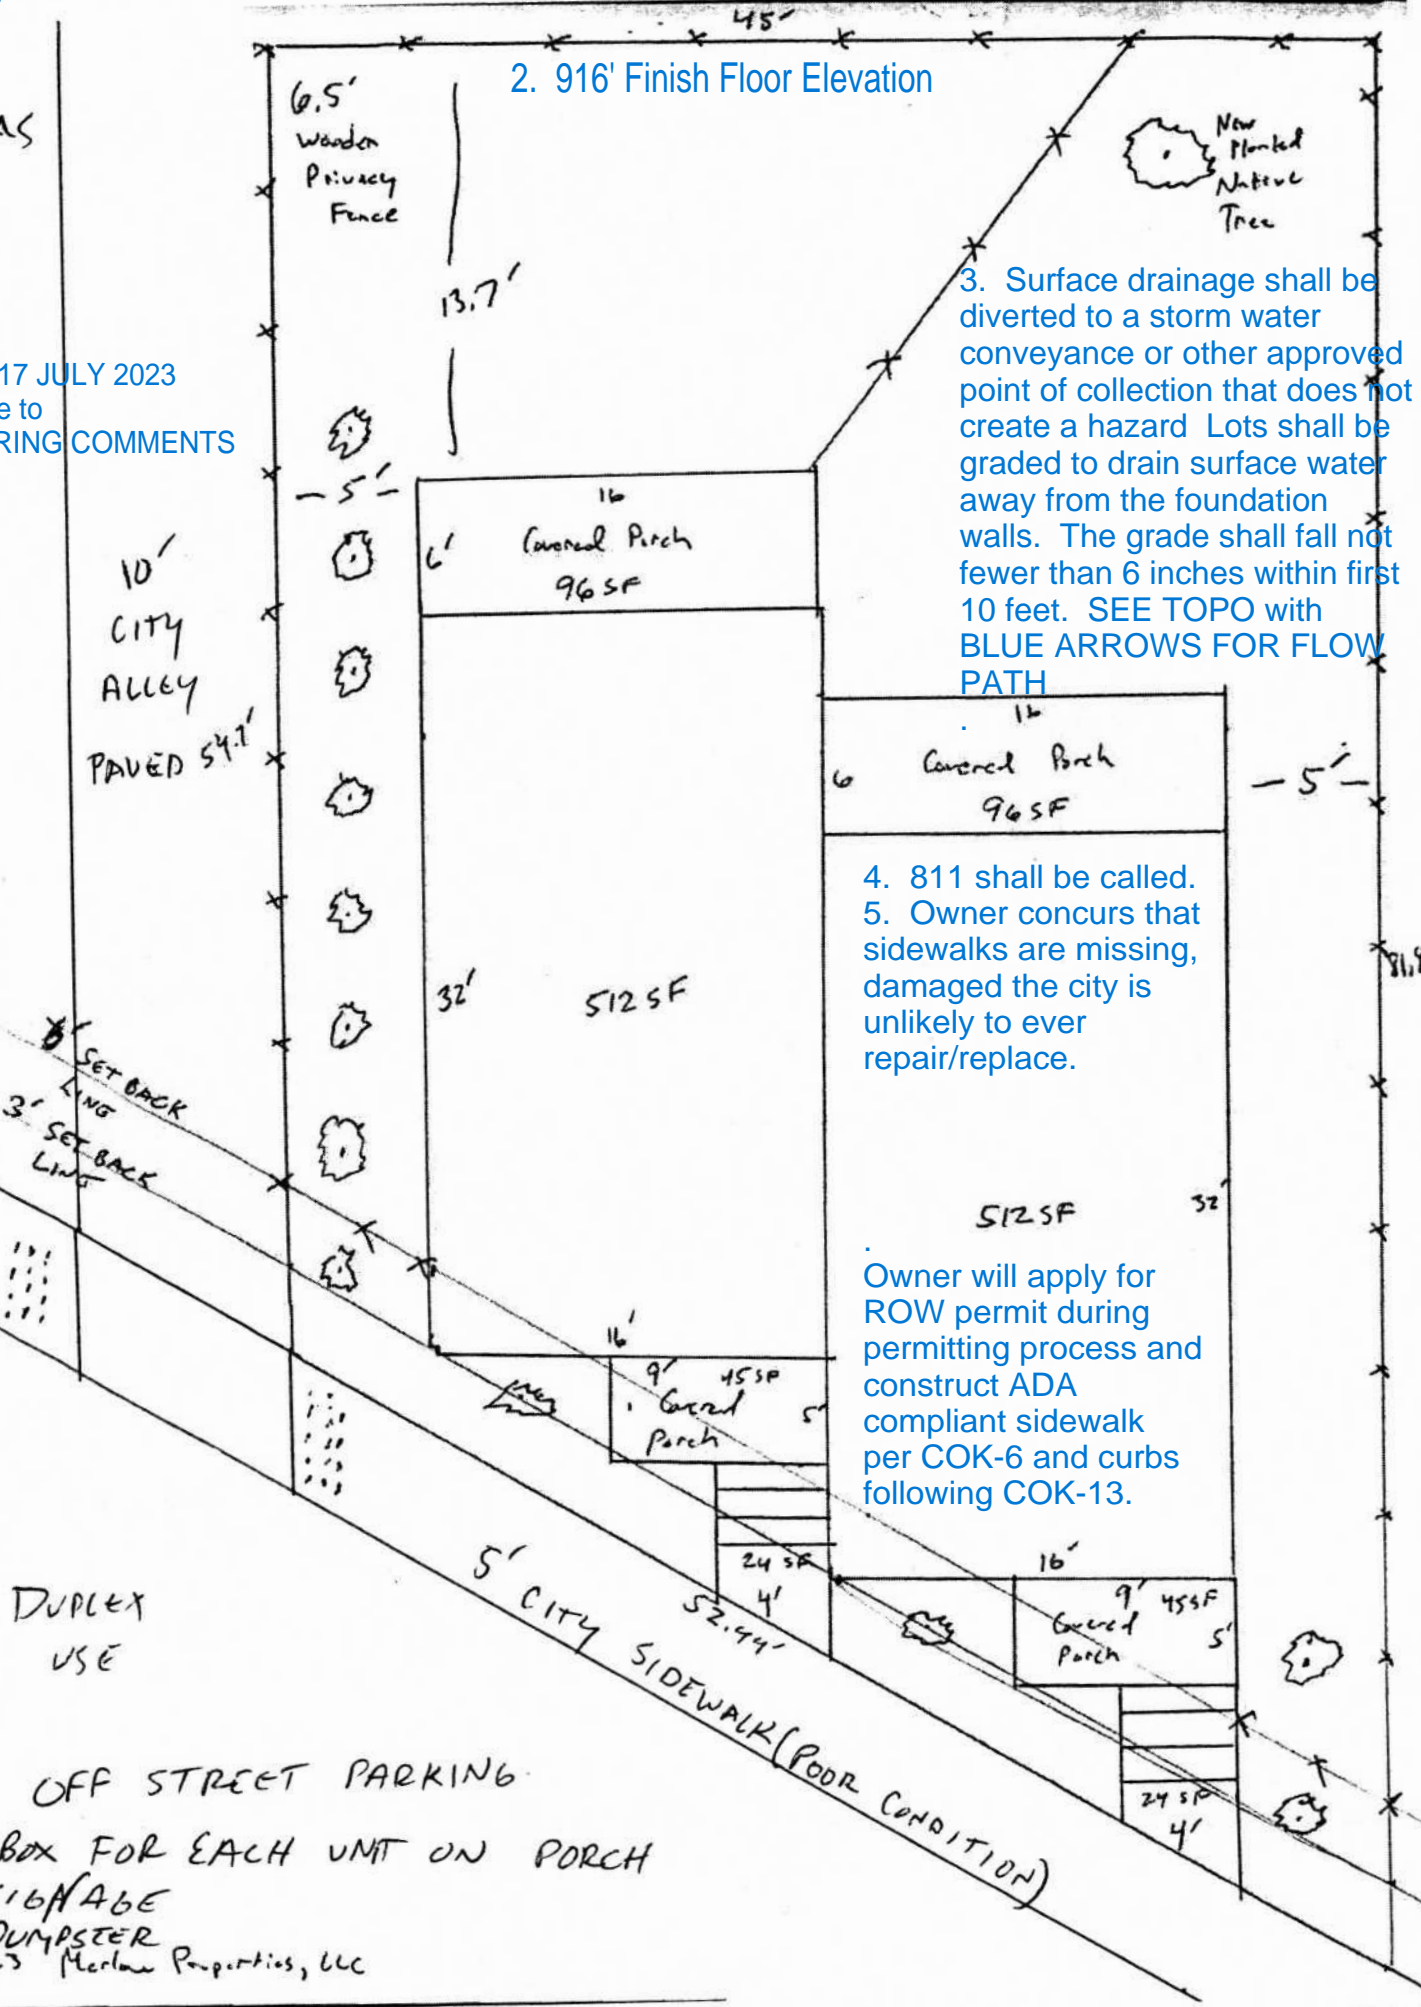 45'
2. 916' Finish Floor Elevation
6.5'
Wooden
Privacy
Fence
New
Planted
Native
Tree
13.7'
3. Surface drainage shall be
diverted to a storm water
conveyance or other approved
point of collection that does not
create a hazard Lots shall be
graded to drain surface water
away from the foundation
walls. The grade shall fall not
fewer than 6 inches within first
10 feet. SEE TOPO with
BLUE ARROWS FOR FLOW
PATH
.
17 JULY 2023
e to
RING COMMENTS
- 5' -
16
6' Covered Porch
96 SF
10'
CITY
ALLEY
PAVED 54.1'
16
6 Covered Porch
96 SF
- 5' -
4. 811 shall be called.
5. Owner concurs that
sidewalks are missing,
damaged the city is
unlikely to ever
repair/replace.
32' 512 SF
81.8
SET BACK
LINE
3' SET BACK
LINE
512 SF 32'
.
Owner will apply for
ROW permit during
permitting process and
construct ADA
compliant sidewalk
per COK-6 and curbs
following COK-13.
16'
9' 45 SF
Covered 5'
Porch
24 SF
4'
52.44'
16'
9' 45 SF
Covered 5'
Porch
24 SF
4'
5' CITY SIDEWALK (POOR CONDITION)
DUPLEX
USE
OFF STREET PARKING
BOX FOR EACH UNIT ON PORCH
SIGNAGE
DUMPSTER
Properties, LLC